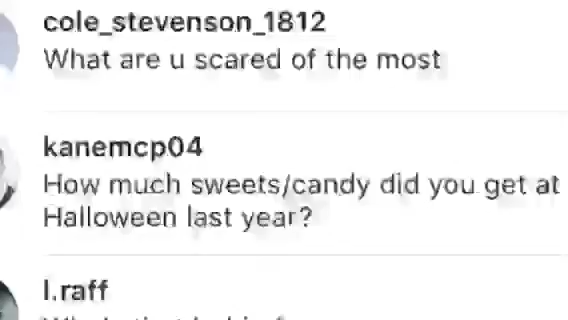 cole_stevenson_1812
What are u scared of the most
kanemcp04
How much sweets/candy did you get at
Halloween last year?
l.raff